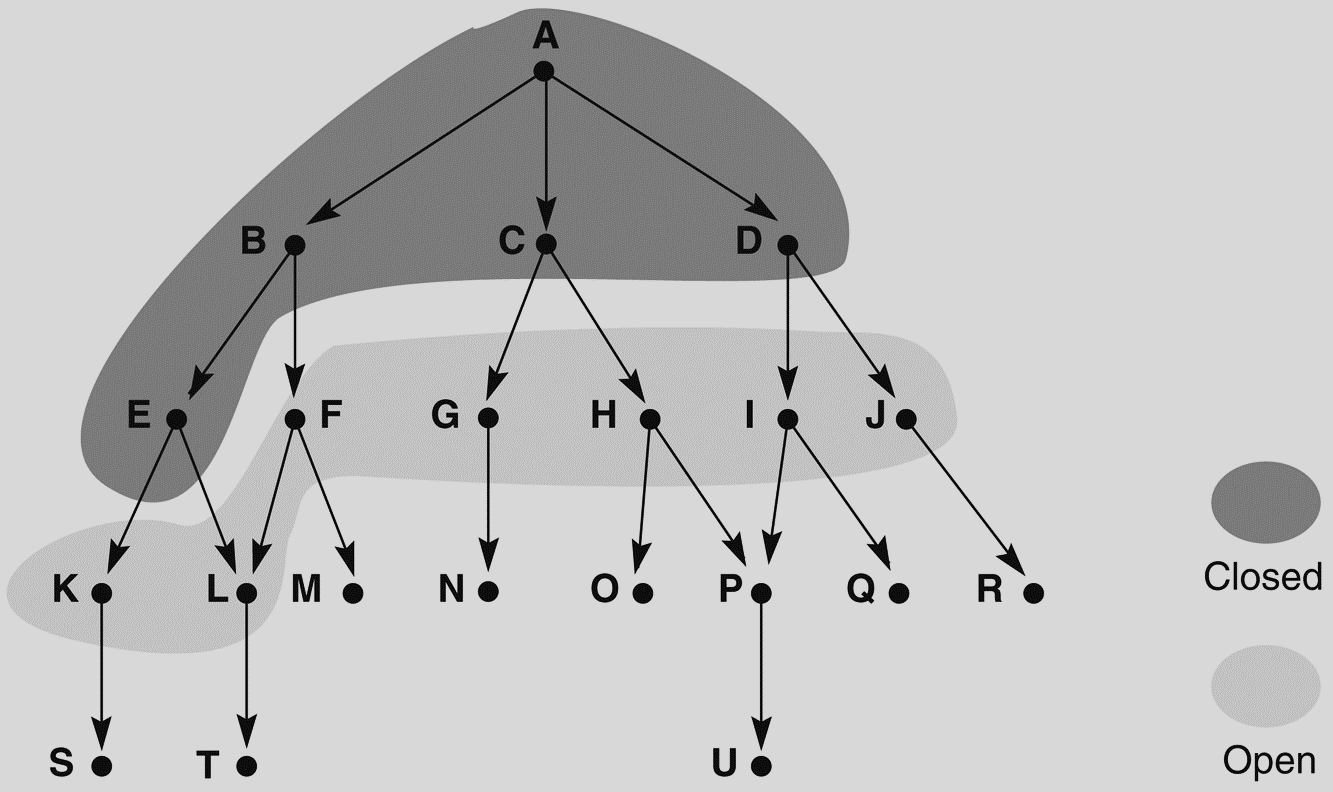 A
B C D
E F G H I J
K L M N O P Q R
S T U
Closed
Open